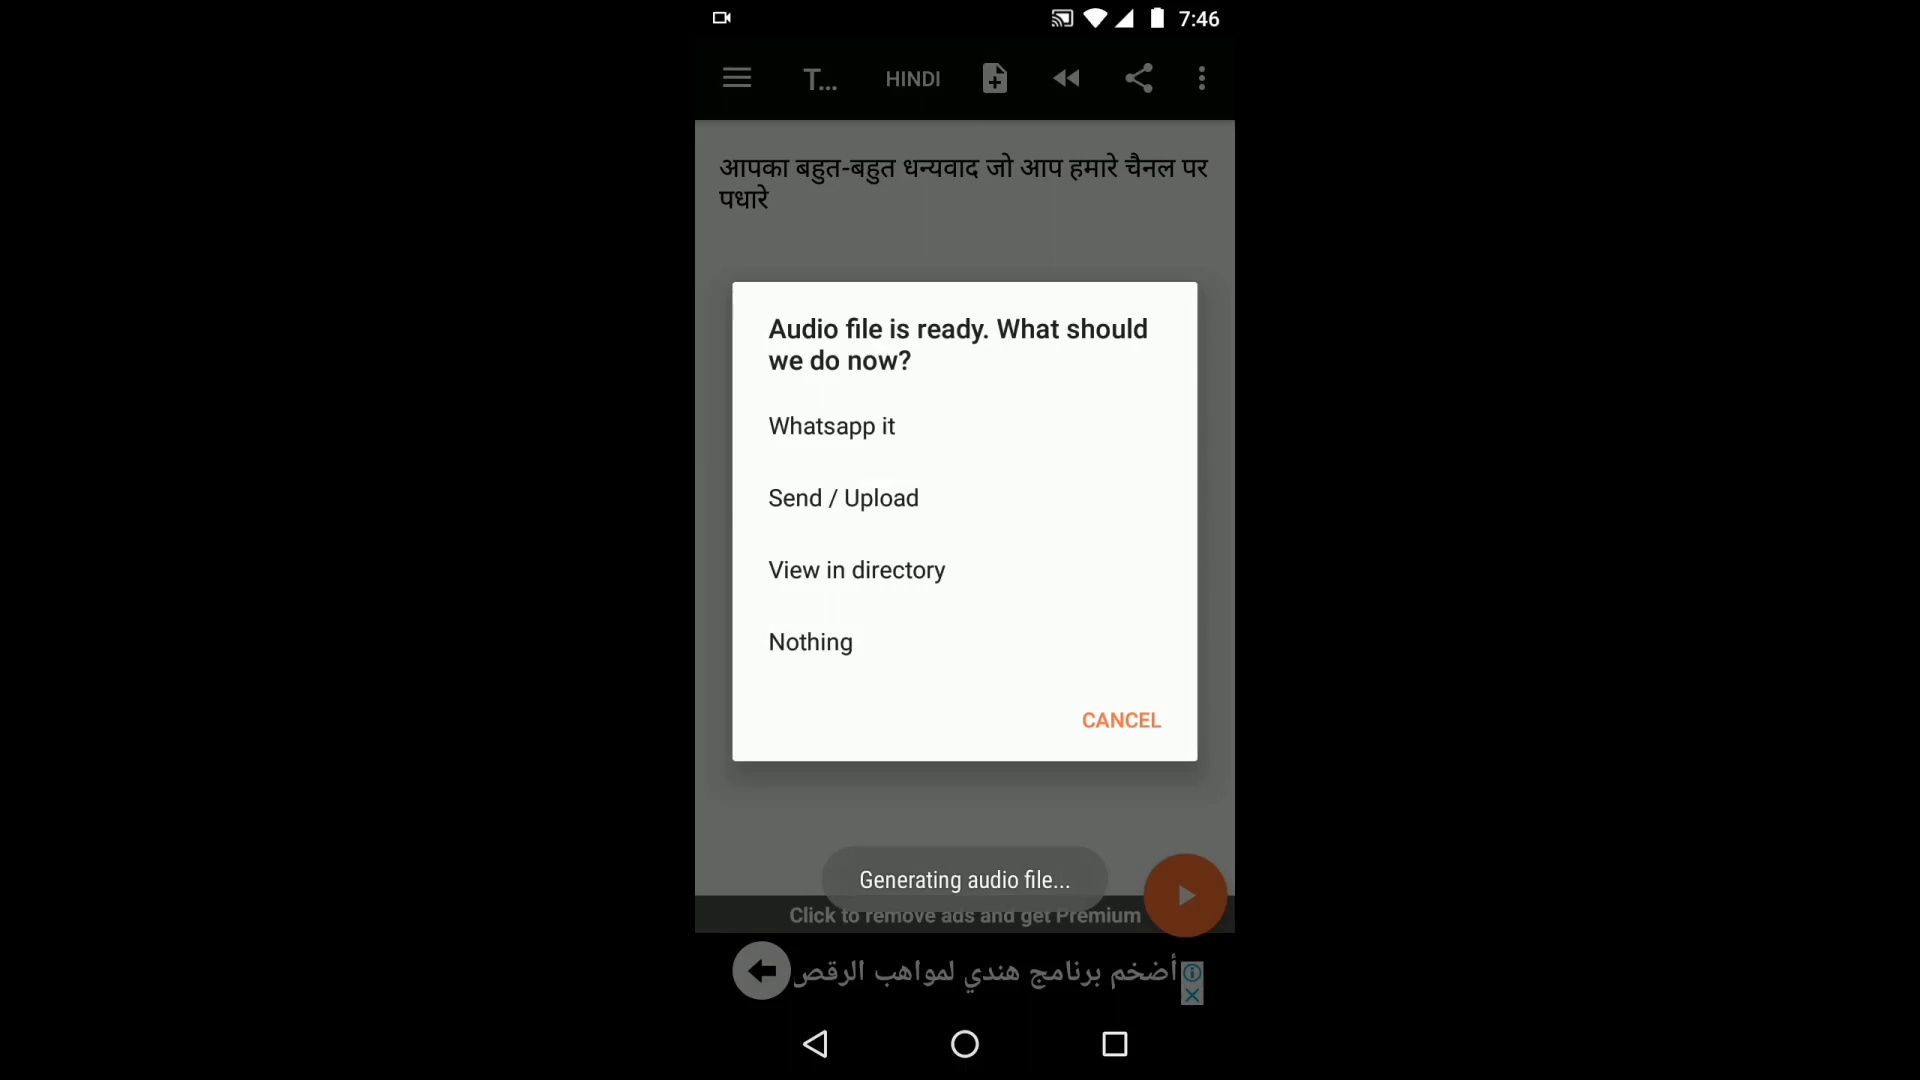 7:46
T... HINDI
आपका बहुत-बहुत धन्यवाद जो आप हमारे चैनल पर
पधारे
Audio file is ready. What should
we do now?
Whatsapp it
Send / Upload
View in directory
Nothing
CANCEL
Generating audio file...
Click to remove ads and get Premium
أضخم برنامج هندي لمواهب الرقص